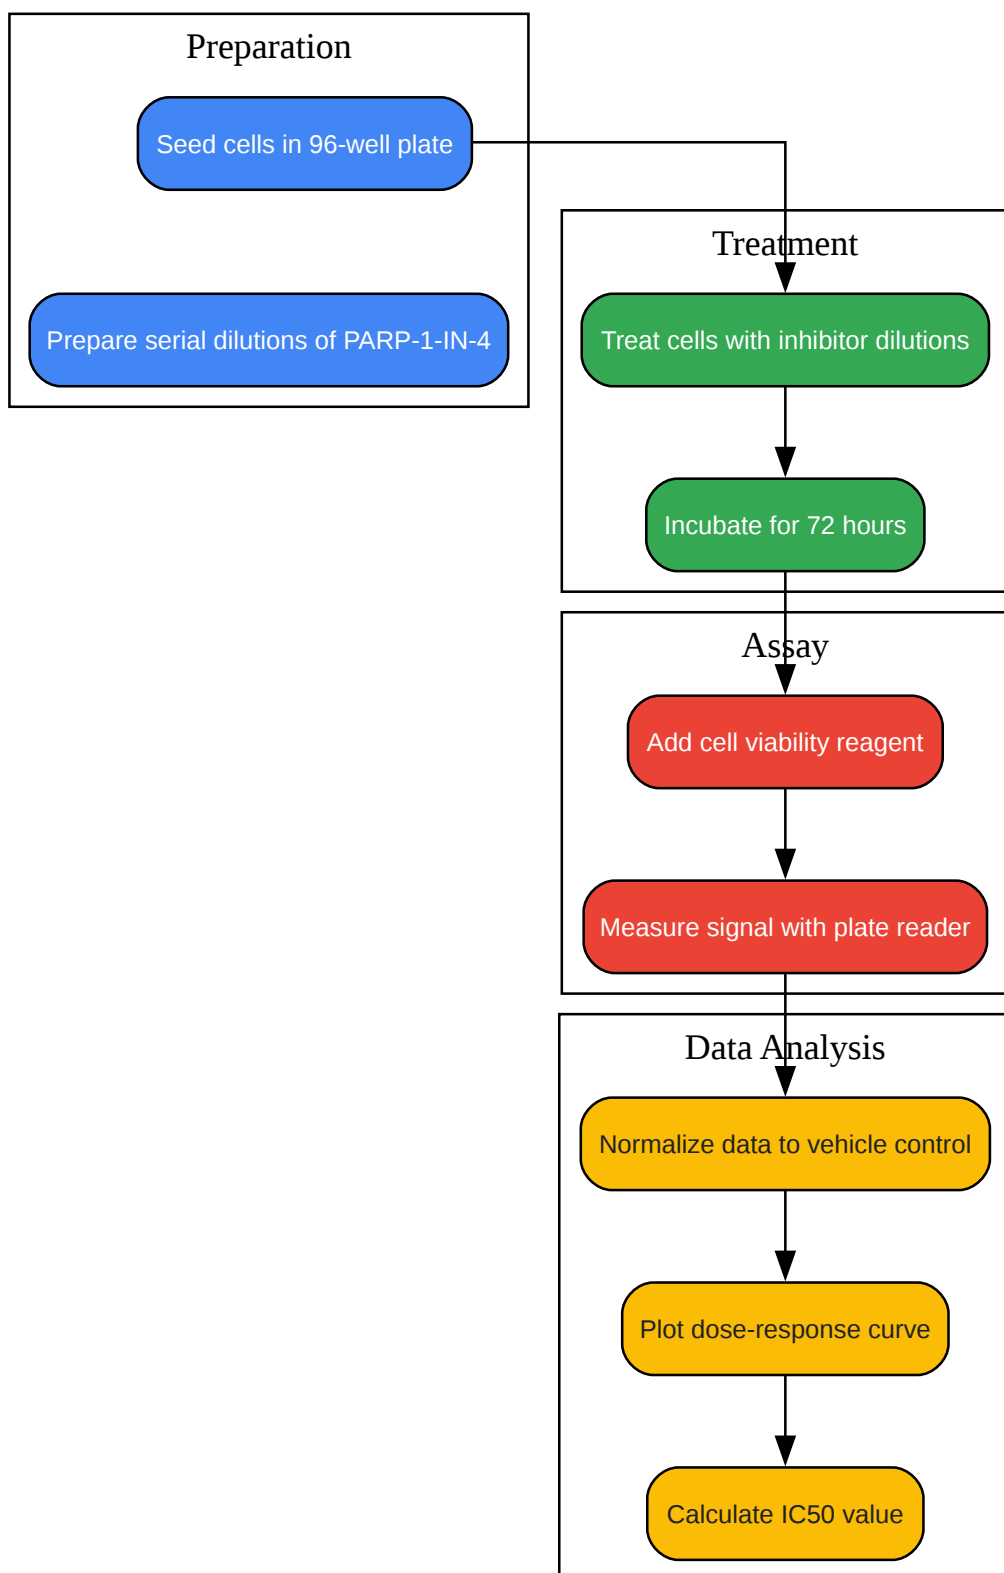 Preparation
Seed cells in 96-well plate
Prepare serial dilutions of PARP-1-IN-4
Treatment
Treat cells with inhibitor dilutions
Incubate for 72 hours
Assay
Add cell viability reagent
Measure signal with plate reader
Data Analysis
Normalize data to vehicle control
Plot dose-response curve
Calculate IC50 value